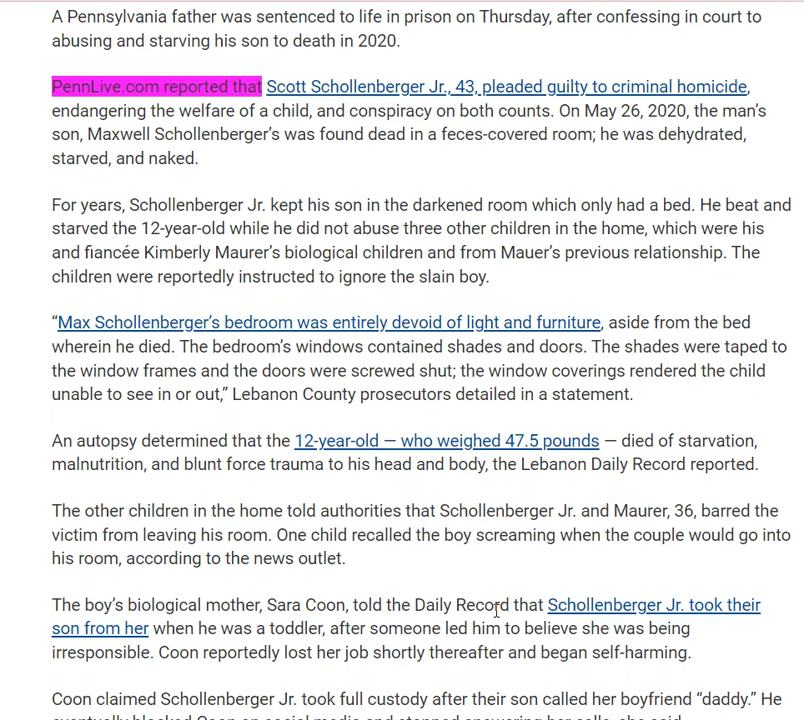 A Pennsylvania father was sentenced to life in prison on Thursday, after confessing in court to
abusing and starving his son to death in 2020.
PennLive.com reported that Scott Schollenberger Jr., 43, pleaded guilty to criminal homicide,
endangering the welfare of a child, and conspiracy on both counts. On May 26, 2020, the man's
son, Maxwell Schollenberger's was found dead in a feces-covered room; he was dehydrated,
starved, and naked.
For years, Schollenberger Jr. kept his son in the darkened room which only had a bed. He beat and
starved the 12-year-old while he did not abuse three other children in the home, which were his
and fiancée Kimberly Maurer's biological children and from Mauer's previous relationship. The
children were reportedly instructed to ignore the slain boy.
“Max Schollenberger's bedroom was entirely devoid of light and furniture, aside from the bed
wherein he died. The bedroom's windows contained shades and doors. The shades were taped to
the window frames and the doors were screwed shut; the window coverings rendered the child
unable to see in or out,” Lebanon County prosecutors detailed in a statement.
An autopsy determined that the 12-year-old — who weighed 47.5 pounds — died of starvation,
malnutrition, and blunt force trauma to his head and body, the Lebanon Daily Record reported.
The other children in the home told authorities that Schollenberger Jr. and Maurer, 36, barred the
victim from leaving his room. One child recalled the boy screaming when the couple would go into
his room, according to the news outlet.
The boy's biological mother, Sara Coon, told the Daily Record that Schollenberger Jr. took their
son from her when he was a toddler, after someone led him to believe she was being
irresponsible. Coon reportedly lost her job shortly thereafter and began self-harming.
Coon claimed Schollenberger Jr. took full custody after their son called her boyfriend “daddy.” He
eventually blocked Coon on social media and stopped answering her calls, she said.